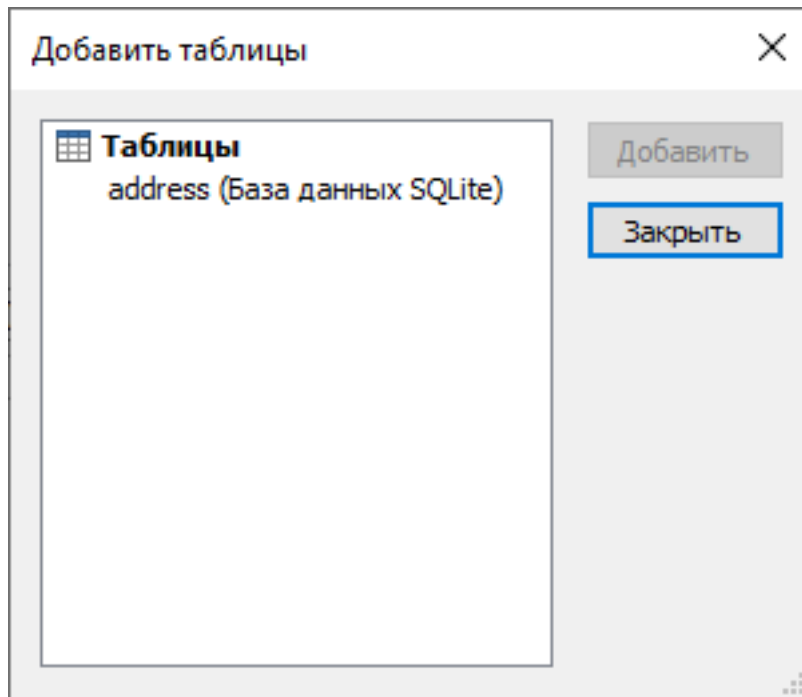 Добавить таблицы
Таблицы
address (База данных SQLite)
Добавить
Закрыть